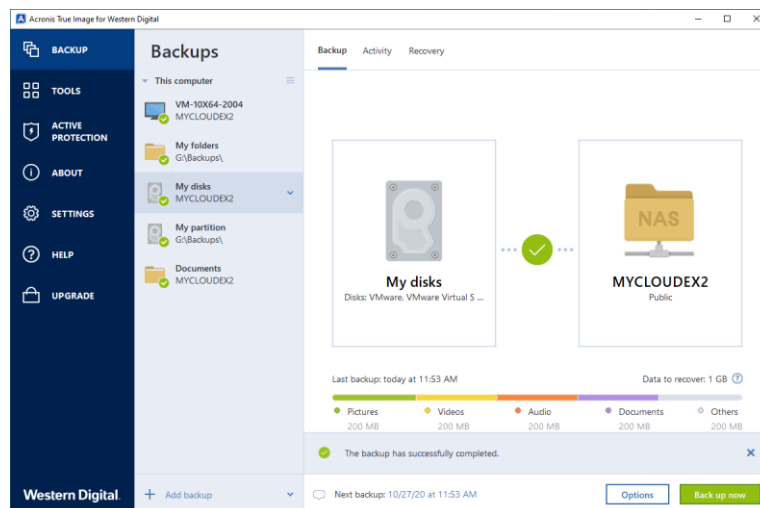 Acronis True Image for Western Digital
BACKUP
TOOLS
ACTIVE
PROTECTION
ABOUT
SETTINGS
HELP
UPGRADE
Western Digital.
Backups
This computer
VM-10X64-2004
MYCLOUDEX2
My folders
G:\Backups\
My disks
MYCLOUDEX2
My partition
G:\Backups\
Documents
MYCLOUDEX2
Add backup
Backup Activity Recovery
My disks
Disks: VMware, VMware Virtual S ...
NAS
MYCLOUDEX2
Public
Last backup: today at 11:53 AM
Data to recover: 1 GB
Pictures Videos Audio Documents Others
200 MB 200 MB 200 MB 200 MB 200 MB
The backup has successfully completed.
Next backup: 10/27/20 at 11:53 AM
Options
Back up now